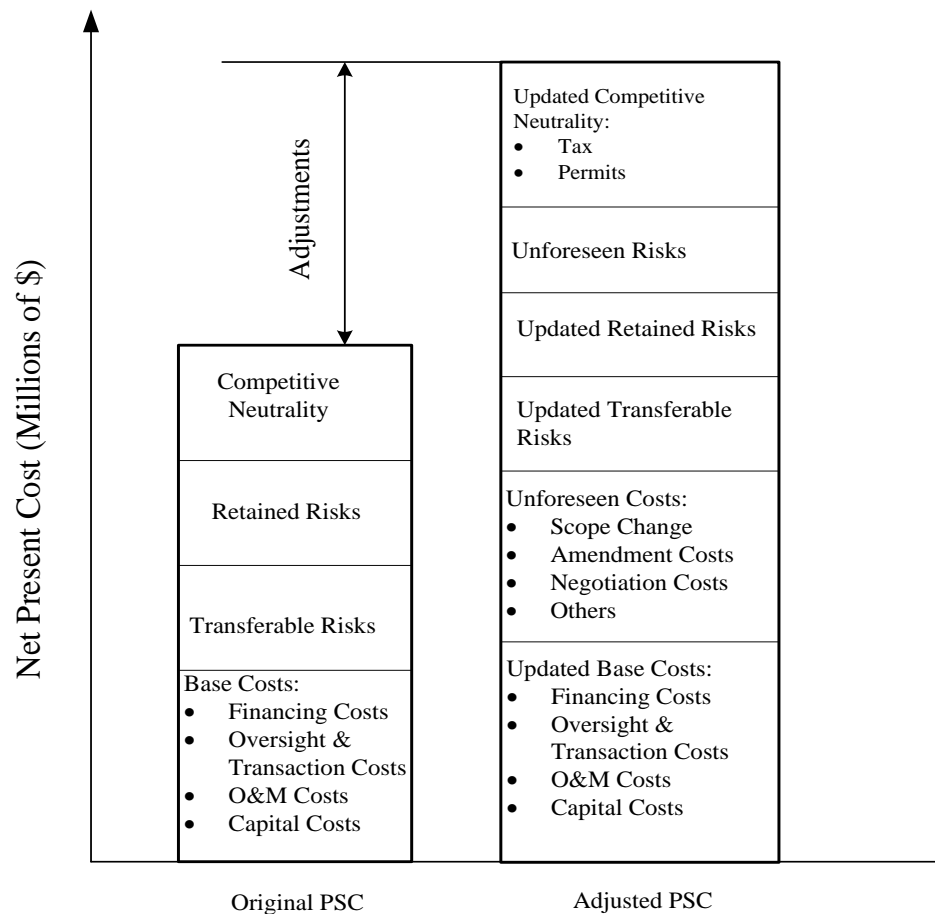 Net Present Cost (Millions of $)
Adjustments
Competitive
Neutrality
Retained Risks
Transferable Risks
Base Costs:
• Financing Costs
• Oversight &
Transaction Costs
• O&M Costs
• Capital Costs
Original PSC
Updated Competitive
Neutrality:
• Tax
• Permits
Unforeseen Risks
Updated Retained Risks
Updated Transferable
Risks
Unforeseen Costs:
• Scope Change
• Amendment Costs
• Negotiation Costs
• Others
Updated Base Costs:
• Financing Costs
• Oversight &
Transaction Costs
• O&M Costs
• Capital Costs
Adjusted PSC